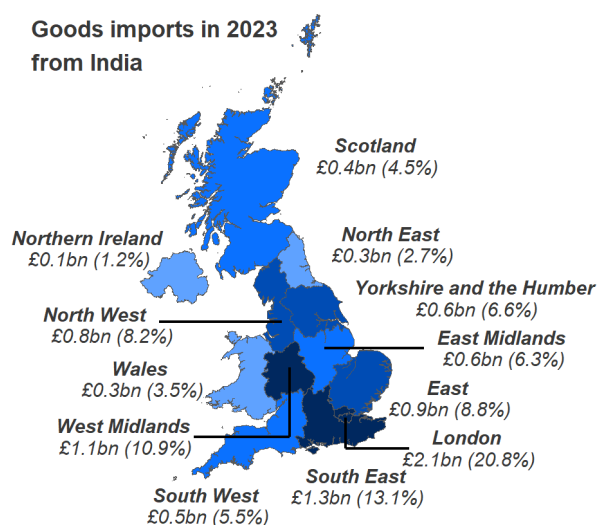 Goods imports in 2023
from India
Scotland
£0.4bn (4.5%)
Northern Ireland
£0.1bn (1.2%)
North East
£0.3bn (2.7%)
Yorkshire and the Humber
£0.6bn (6.6%)
North West
£0.8bn (8.2%)
East Midlands
£0.6bn (6.3%)
Wales
£0.3bn (3.5%)
East
£0.9bn (8.8%)
West Midlands
£1.1bn (10.9%)
London
£2.1bn (20.8%)
South East
£1.3bn (13.1%)
South West
£0.5bn (5.5%)